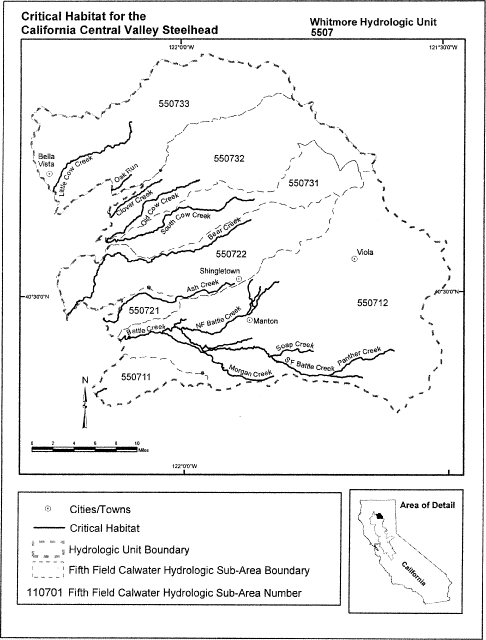 Critical Habitat for the
California Central Valley Steelhead
Whitmore Hydrologic Unit
5507
122°0'0"W
121°30'0"W
550733
Bella
Vista
Little Cow Creek
Oak Run
550732
550731
Clover Creek
Old Cow Creek
South Cow Creek
Bear Creek
550722
Viola
Shingletown
Ash Creek
40°30'0"N
40°30'0"N
550712
550721
Battle Creek
NF Battle Creek
Manton
Soap Creek
SF Battle Creek
Panther Creek
Morgan Creek
550711
N
0 2 4 6 8 10
Miles
122°0'0"W
Cities/Towns
Critical Habitat
Hydrologic Unit Boundary
Fifth Field Calwater Hydrologic Sub-Area Boundary
110701 Fifth Field Calwater Hydrologic Sub-Area Number
Area of Detail
California